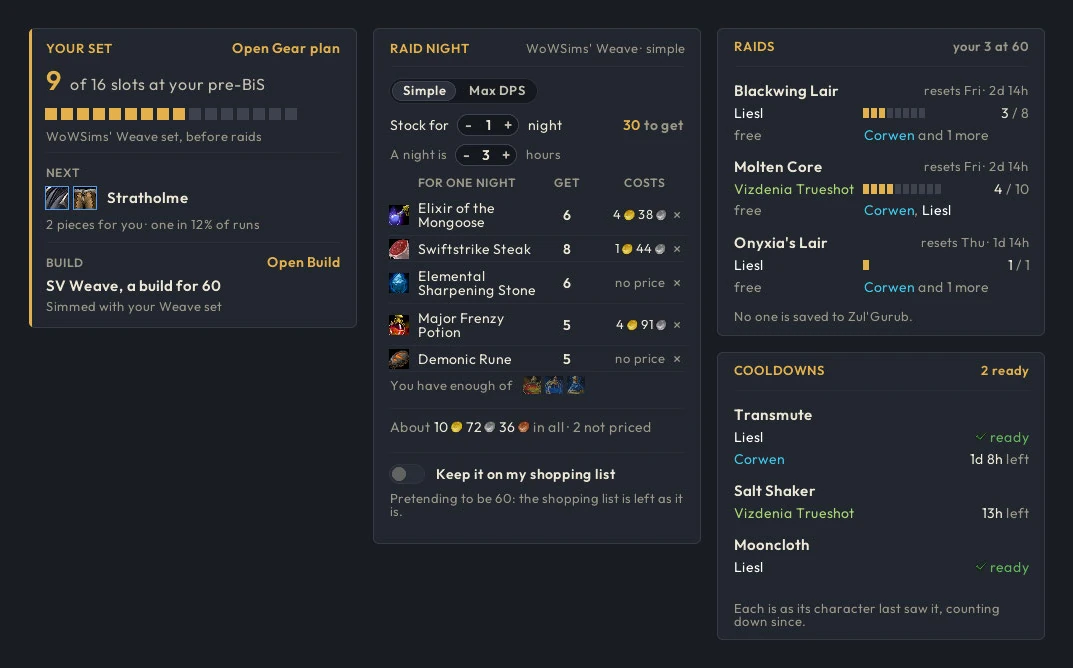 YOUR SET Open Gear plan
9 of 16 slots at your pre-BiS
WoWSims' Weave set, before raids
NEXT
Stratholme
2 pieces for you · one in 12% of runs
BUILD Open Build
SV Weave, a build for 60
Simmed with your Weave set
RAID NIGHT WoWSims' Weave · simple
Simple Max DPS
Stock for - 1 + night 30 to get
A night is - 3 + hours
FOR ONE NIGHT GET COSTS
Elixir of the
Mongoose 6 4 38 ×
Swiftstrike Steak 8 1 44 ×
Elemental
Sharpening Stone 6 no price ×
Major Frenzy
Potion 5 4 91 ×
Demonic Rune 5 no price ×
You have enough of
About 10 72 36 in all · 2 not priced
Keep it on my shopping list
Pretending to be 60: the shopping list is left as it
is.
RAIDS your 3 at 60
Blackwing Lair resets Fri · 2d 14h
Liesl 3 / 8
free Corwen and 1 more
Molten Core resets Fri · 2d 14h
Vizdenia Trueshot 4 / 10
free Corwen, Liesl
Onyxia's Lair resets Thu · 1d 14h
Liesl 1 / 1
free Corwen and 1 more
No one is saved to Zul'Gurub.
COOLDOWNS 2 ready
Transmute
Liesl ✓ ready
Corwen 1d 8h left
Salt Shaker
Vizdenia Trueshot 13h left
Mooncloth
Liesl ✓ ready
Each is as its character last saw it, counting
down since.